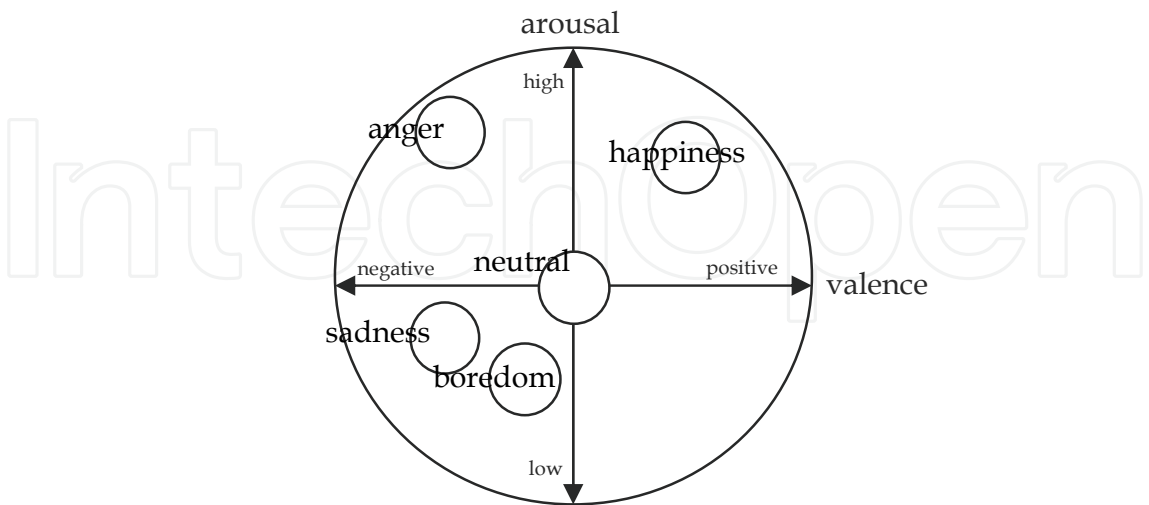 arousal
high
anger
happiness
neutral
negative
positive
valence
sadness
boredom
low
IntechOpen